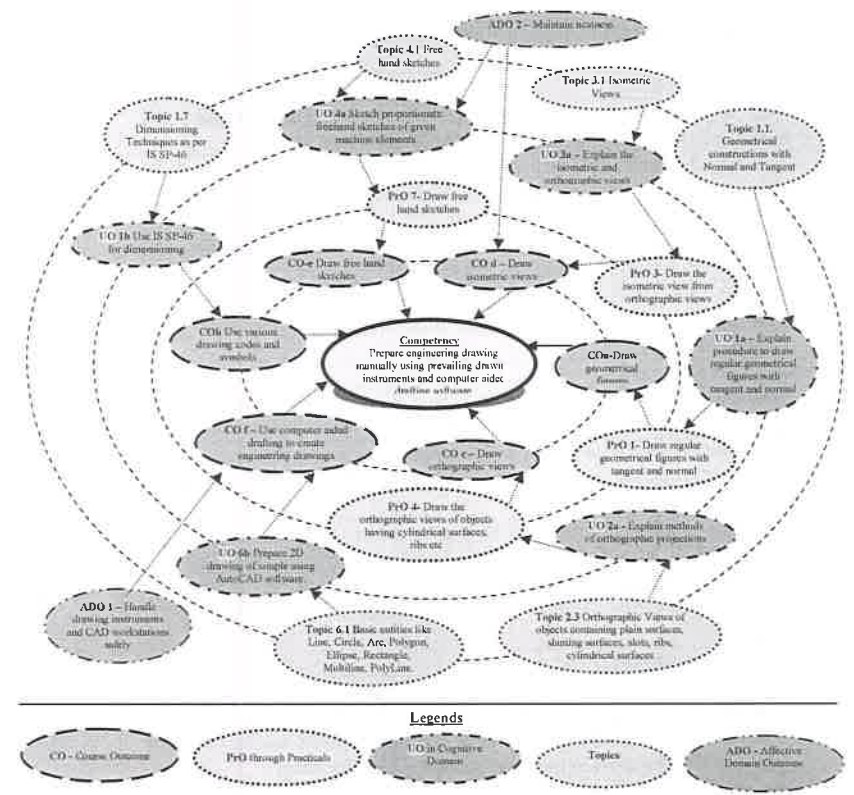 ADO 2 – Maintain neatness
Topic 4.1 Free
hand sketches
Topic 3.1 Isometric
Views
Topic 1.7
Dimensioning
Techniques as per
IS SP-46
UO 4a Sketch proportionate
freehand sketches of given
machine elements
Topic 1.1.
Geometrical
constructions with
Normal and Tangent
UO 3a – Explain the
isometric and
orthographic views
PrO 7- Draw free
hand sketches
UO 1b Use IS SP-46
for dimensioning
CO-e Draw free hand
sketches
CO d – Draw
isometric views
PrO 3- Draw the
isometric view from
orthographic views
COb Use various
drawing codes and
symbols
Competency
Prepare engineering drawing
manually using prevailing drawn
instruments and computer aided
drafting software
COa-Draw
geometrical
figures
UO 1a – Explain
procedure to draw
regular geometrical
figures with
tangent and normal
CO f – Use computer aided
drafting to create
engineering drawings
CO c – Draw
orthographic views
PrO 1- Draw regular
geometrical figures with
tangent and normal
PrO 4- Draw the
orthographic views of objects
having cylindrical surfaces,
ribs etc
UO 2a - Explain methods
of orthographic projections
UO 6b Prepare 2D
drawing of simple using
AutoCAD software
ADO 1 – Handle
drawing instruments
and CAD workstations
safely
Topic 6.1 Basic entities like
Line, Circle, Arc, Polygon,
Ellipse, Rectangle,
Multiline, PolyLine.
Topic 2.3 Orthographic Views of
objects containing plain surfaces,
slanting surfaces, slots, ribs,
cylindrical surfaces
Legends
CO - Course Outcome
PrO through Practicals
UO in Cognitive
Domain
Topics
ADO - Affective
Domain Outcome